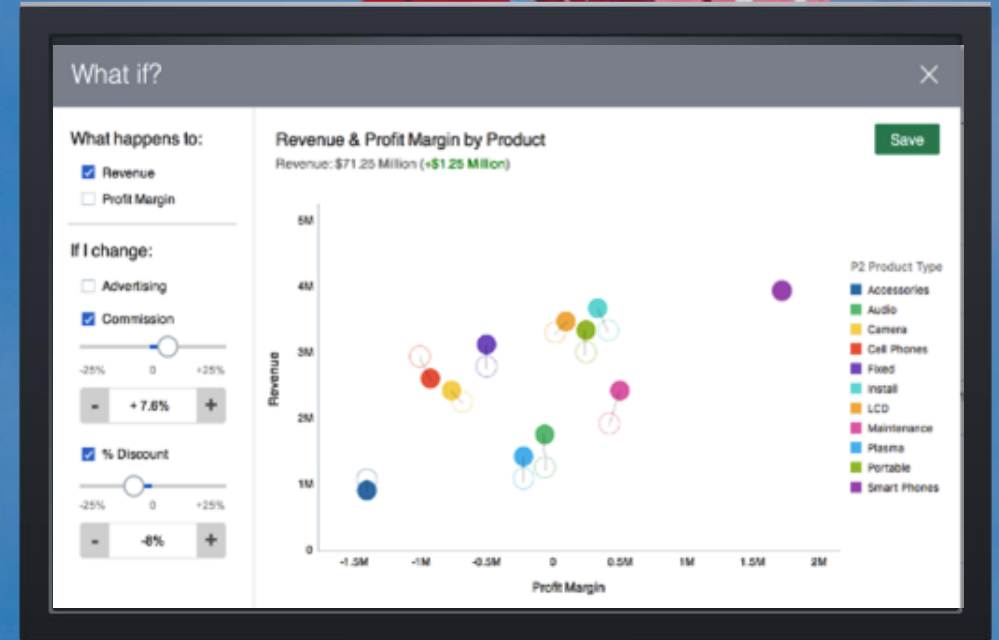 What if?
What happens to:
Revenue
Profit Margin
If I change:
Advertising
Commission
-25% 0 +25%
- +7.6% +
% Discount
-25% 0 +25%
- -8% +
Revenue & Profit Margin by Product
Revenue: $71.25 Million (+$1.25 Million)
Save
5M
4M
3M
2M
1M
0
Revenue
-1.5M -1M -0.5M 0 0.5M 1M 1.5M 2M
Profit Margin
P2 Product Type
Accessories
Audio
Camera
Cell Phones
Fixed
Install
LCD
Maintenance
Plasma
Portable
Smart Phones